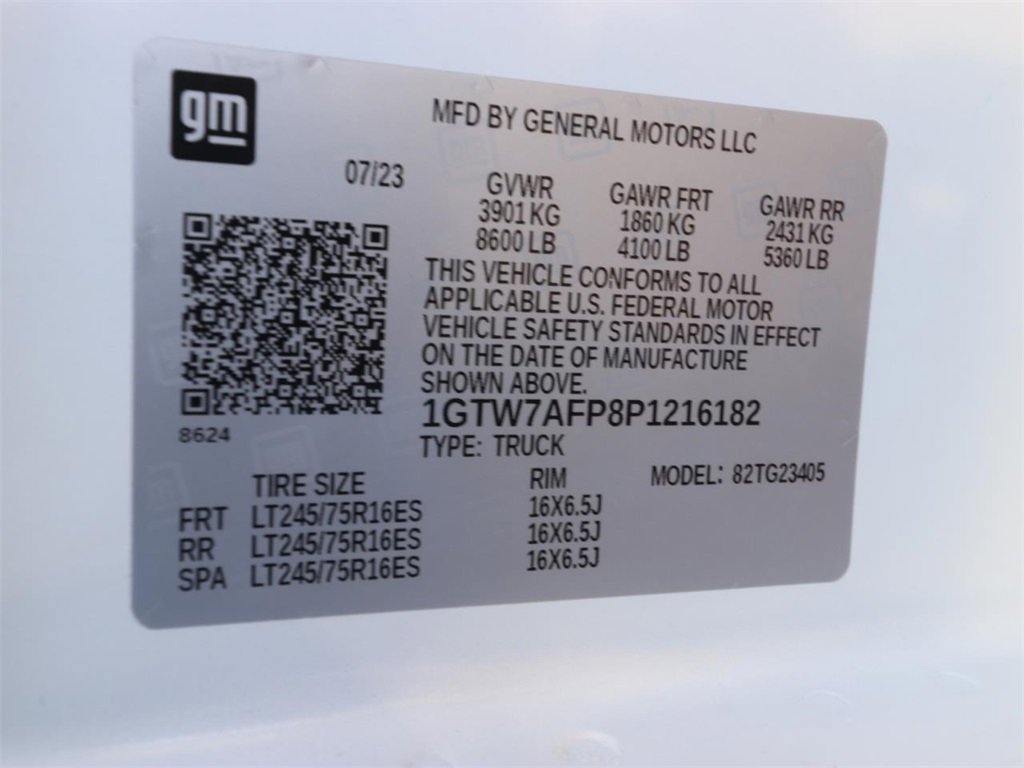 gm
MFD BY GENERAL MOTORS LLC
07/23
GVWR GAWR FRT GAWR RR
3901 KG 1860 KG 2431 KG
8600 LB 4100 LB 5360 LB
THIS VEHICLE CONFORMS TO ALL
APPLICABLE U.S. FEDERAL MOTOR
VEHICLE SAFETY STANDARDS IN EFFECT
ON THE DATE OF MANUFACTURE
SHOWN ABOVE.
1GTW7AFP8P1216182
8624
TYPE: TRUCK
TIRE SIZE RIM MODEL: 82TG23405
FRT LT245/75R16ES 16X6.5J
RR LT245/75R16ES 16X6.5J
SPA LT245/75R16ES 16X6.5J